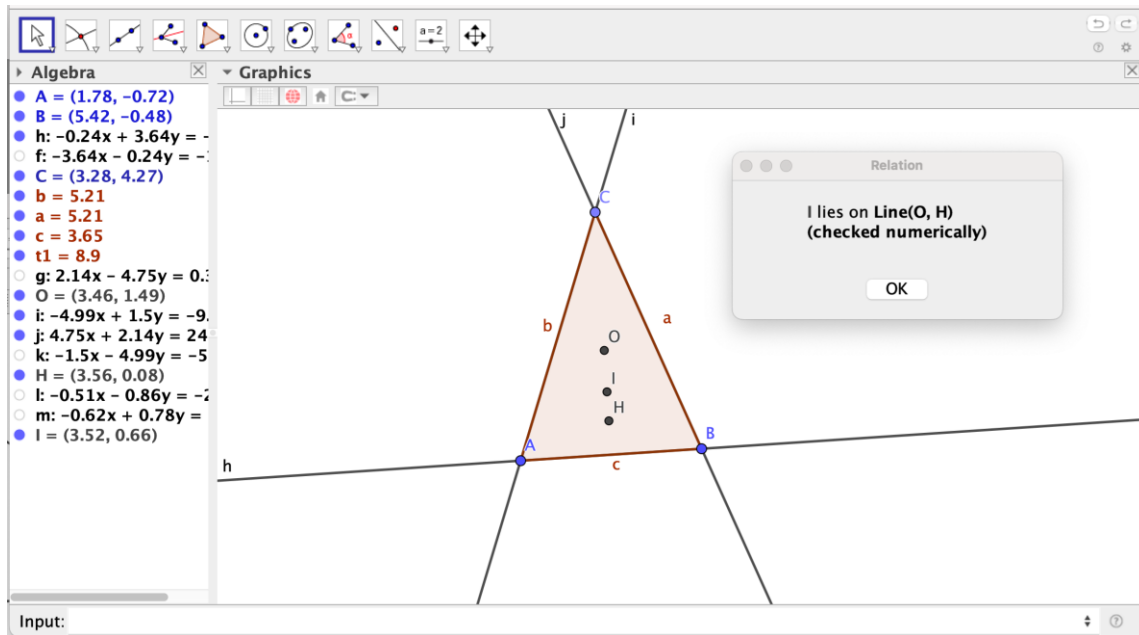 a=2
Algebra
Graphics
A = (1.78, -0.72)
B = (5.42, -0.48)
h: -0.24x + 3.64y = -
f: -3.64x - 0.24y = -1
C = (3.28, 4.27)
b = 5.21
a = 5.21
c = 3.65
t1 = 8.9
g: 2.14x - 4.75y = 0.3
O = (3.46, 1.49)
i: -4.99x + 1.5y = -9.
j: 4.75x + 2.14y = 24
k: -1.5x - 4.99y = -5
H = (3.56, 0.08)
l: -0.51x - 0.86y = -2
m: -0.62x + 0.78y =
I = (3.52, 0.66)
j
i
C
b
a
O
I
H
A
B
c
h
Relation
I lies on Line(O, H)
(checked numerically)
OK
Input: